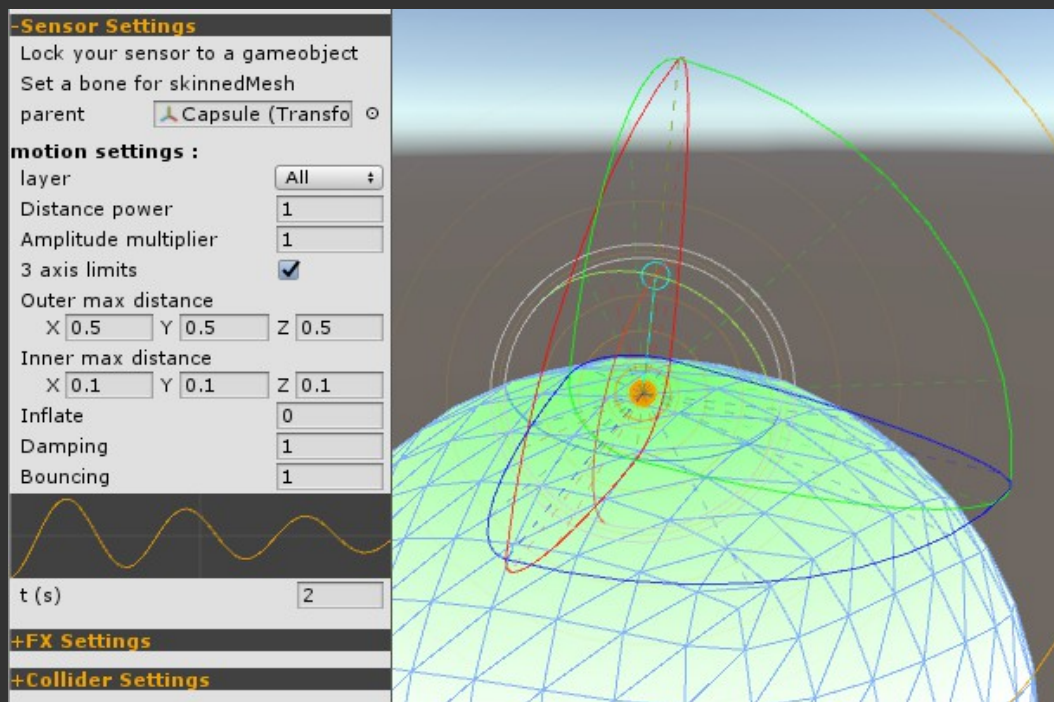 -Sensor Settings
Lock your sensor to a gameobject
Set a bone for skinnedMesh
parent Capsule (Transfo
motion settings :
layer All
Distance power 1
Amplitude multiplier 1
3 axis limits
Outer max distance
X 0.5 Y 0.5 Z 0.5
Inner max distance
X 0.1 Y 0.1 Z 0.1
Inflate 0
Damping 1
Bouncing 1
t (s) 2
+FX Settings
+Collider Settings